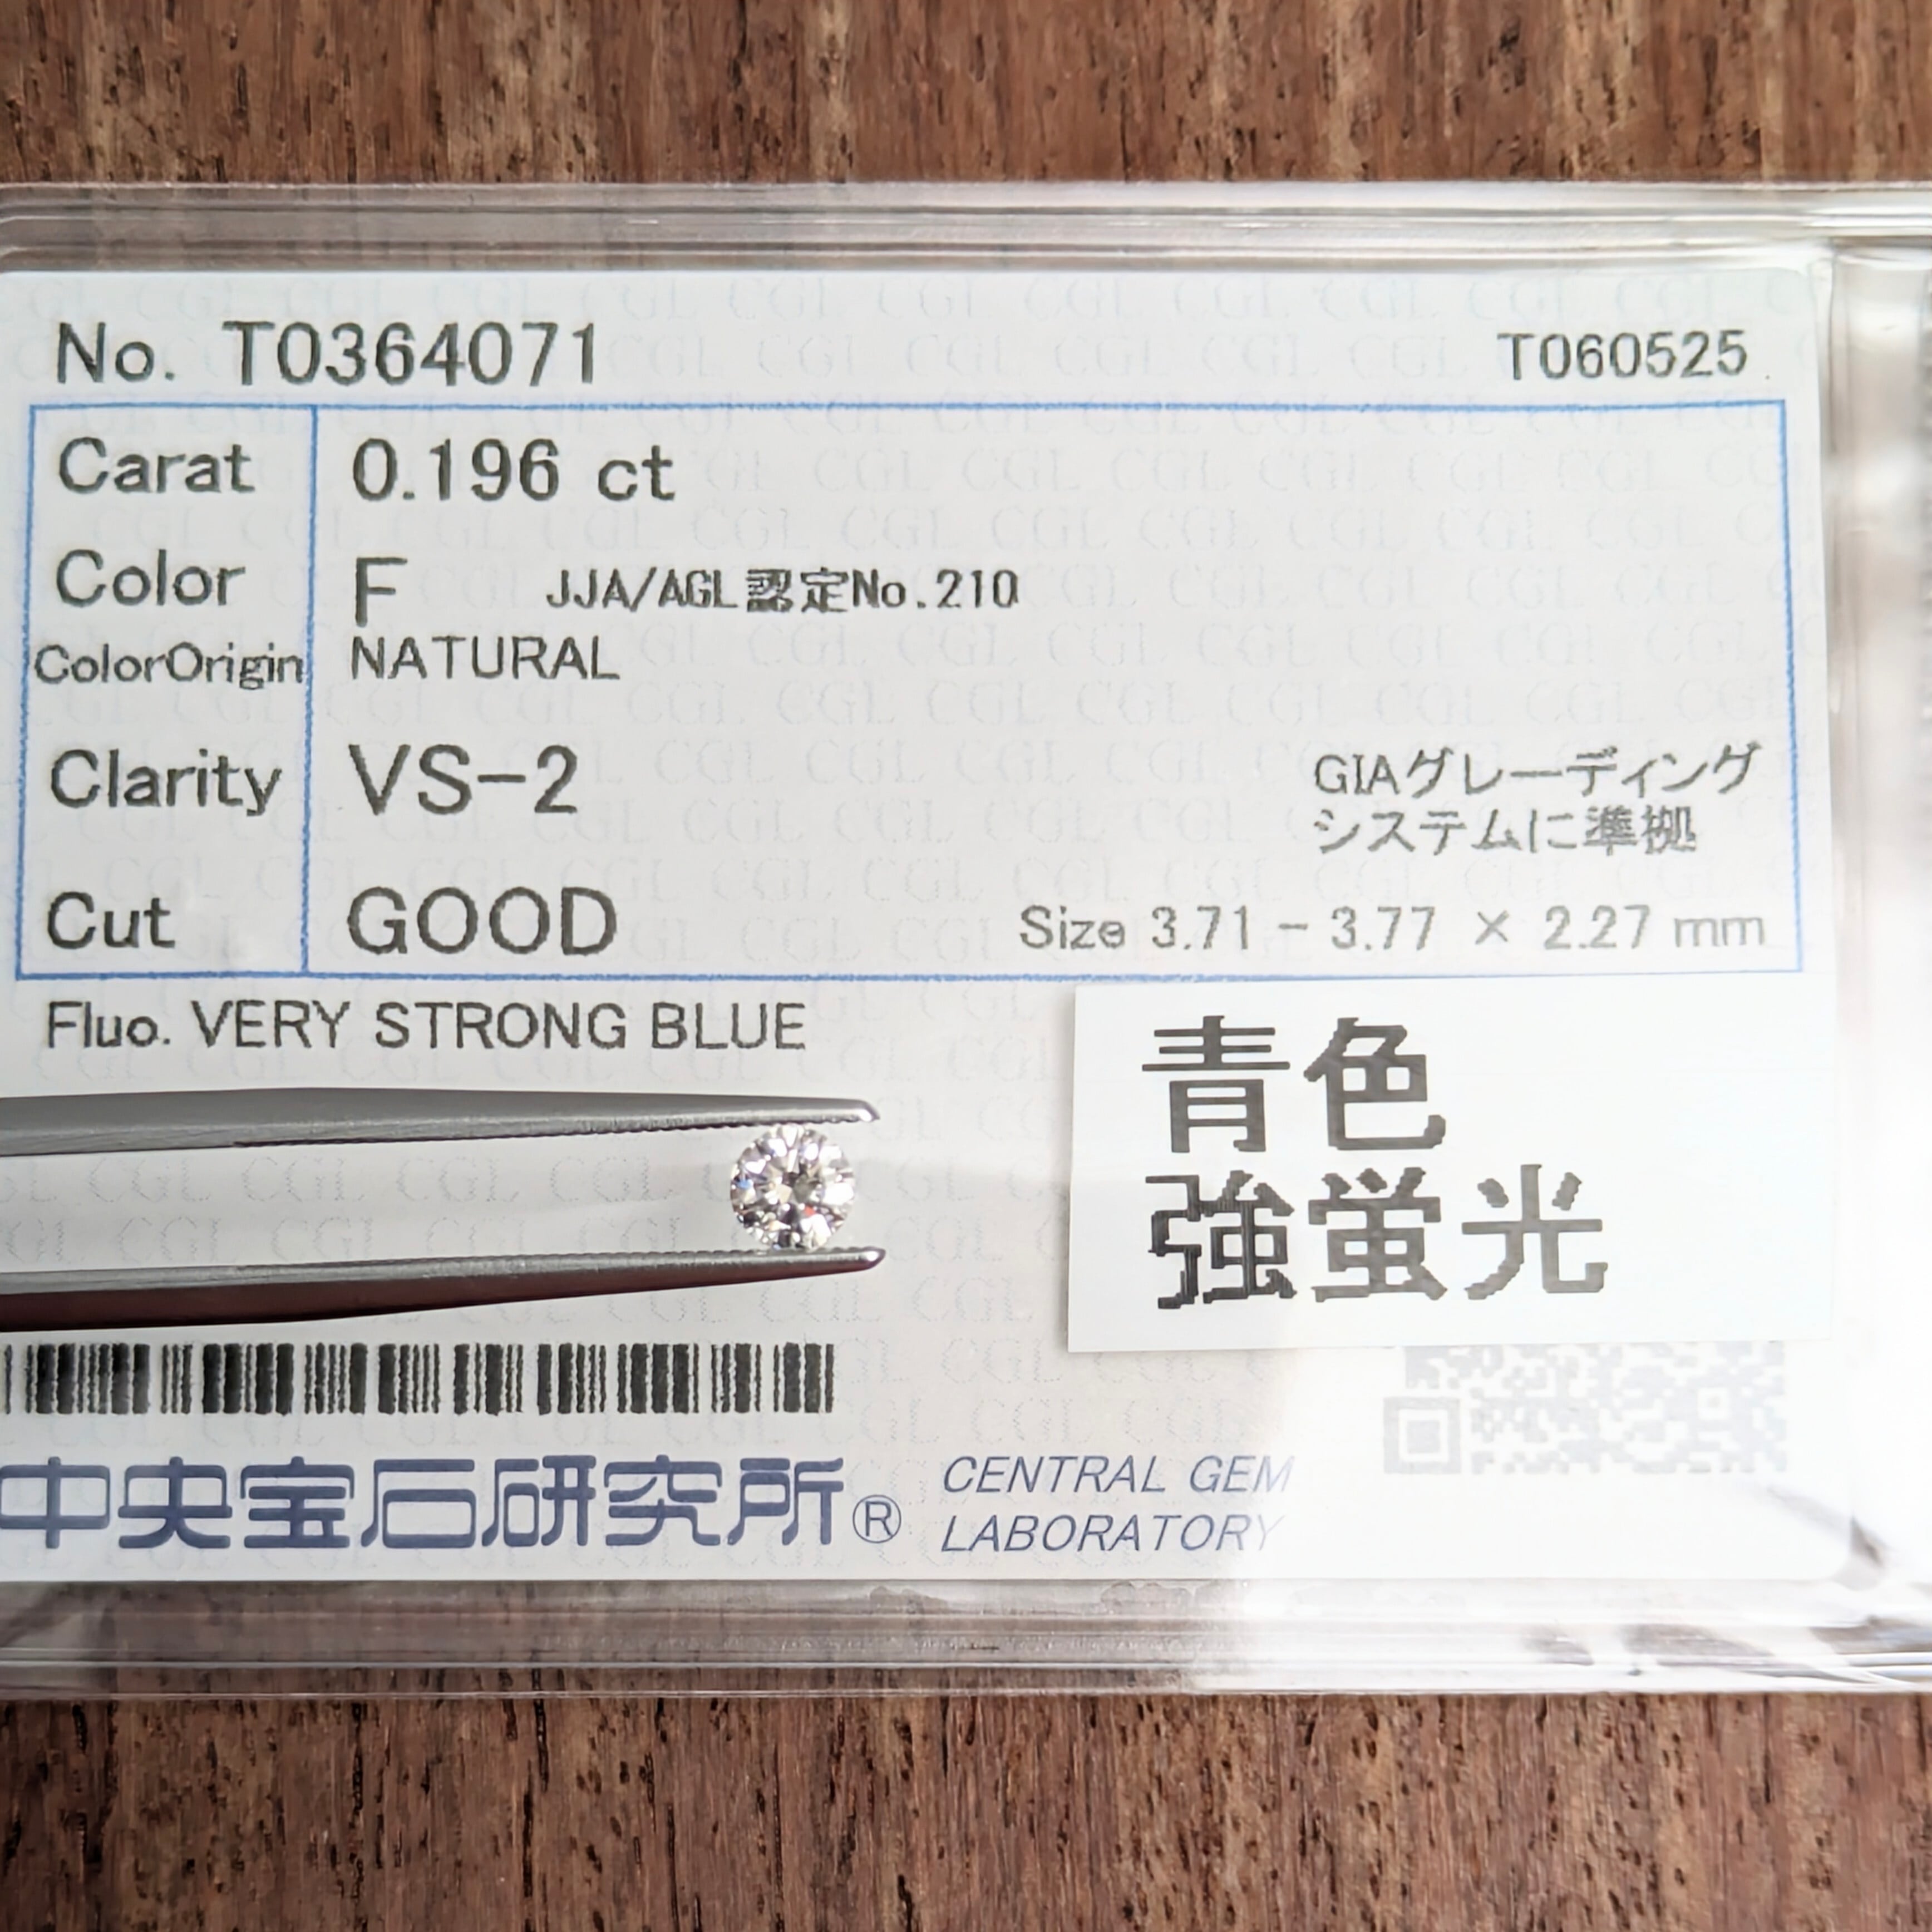 No. T0364071
T060525
Carat 0.196 ct
Color F JJA/AGL認定No.210
ColorOrigin NATURAL
Clarity VS-2
GIAグレーディング
システムに準拠
Cut GOOD
Size 3.71 - 3.77 × 2.27 mm
Fluo. VERY STRONG BLUE
青色
強蛍光
中央宝石研究所®
CENTRAL GEM
LABORATORY